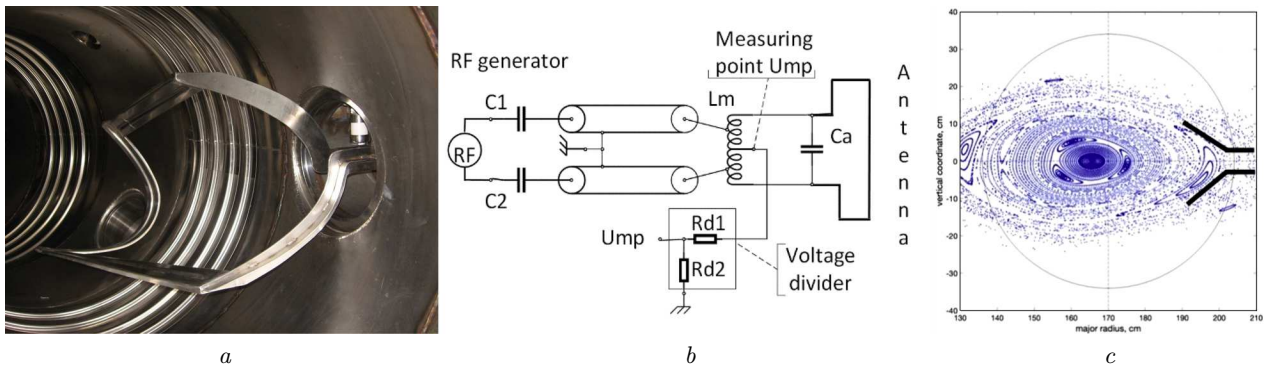 RF generator
C1
RF
C2
Measuring
point Ump
Lm
Ca
A
n
t
e
n
n
a
Ump
Rd1
Rd2
Voltage
divider
vertical coordinate, cm
40
30
20
10
0
-10
-20
-30
-40
130 140 150 160 170 180 190 200 210
major radius, cm
a b c